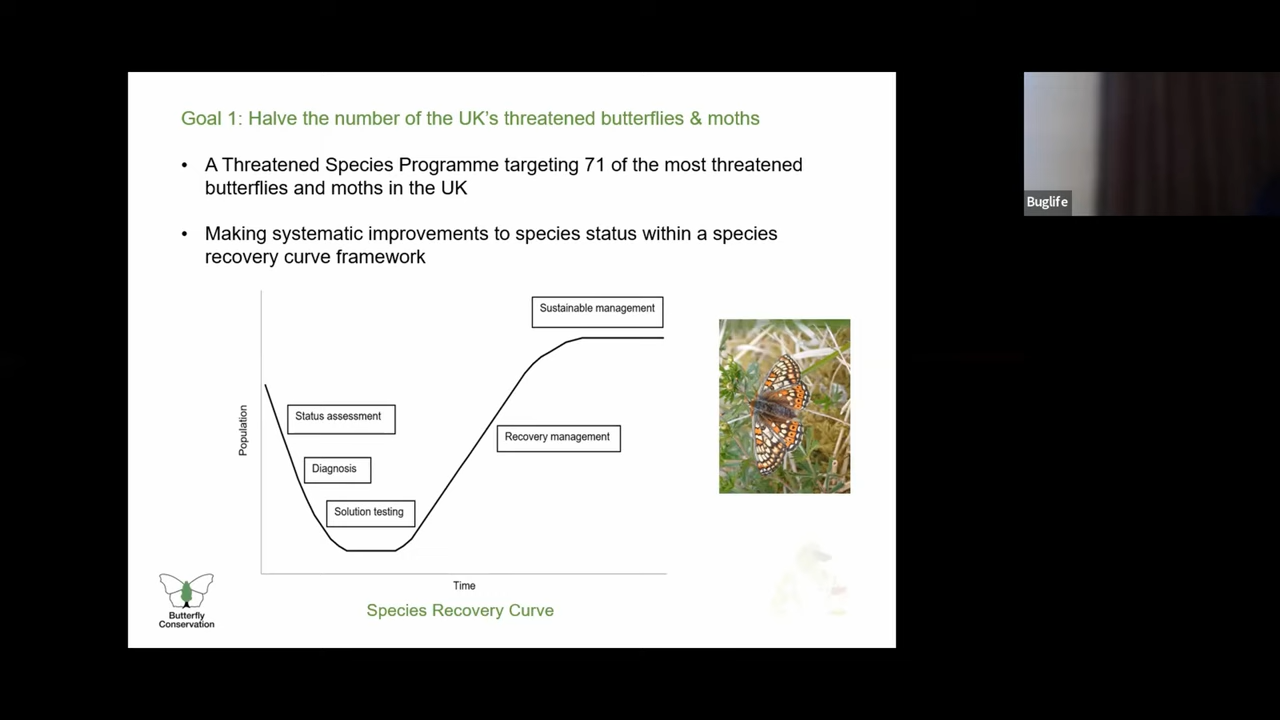 Goal 1: Halve the number of the UK's threatened butterflies & moths
• A Threatened Species Programme targeting 71 of the most threatened
butterflies and moths in the UK
• Making systematic improvements to species status within a species
recovery curve framework
Sustainable management
Status assessment
Recovery management
Diagnosis
Solution testing
Population
Time
Species Recovery Curve
Butterfly
Conservation
Buglife